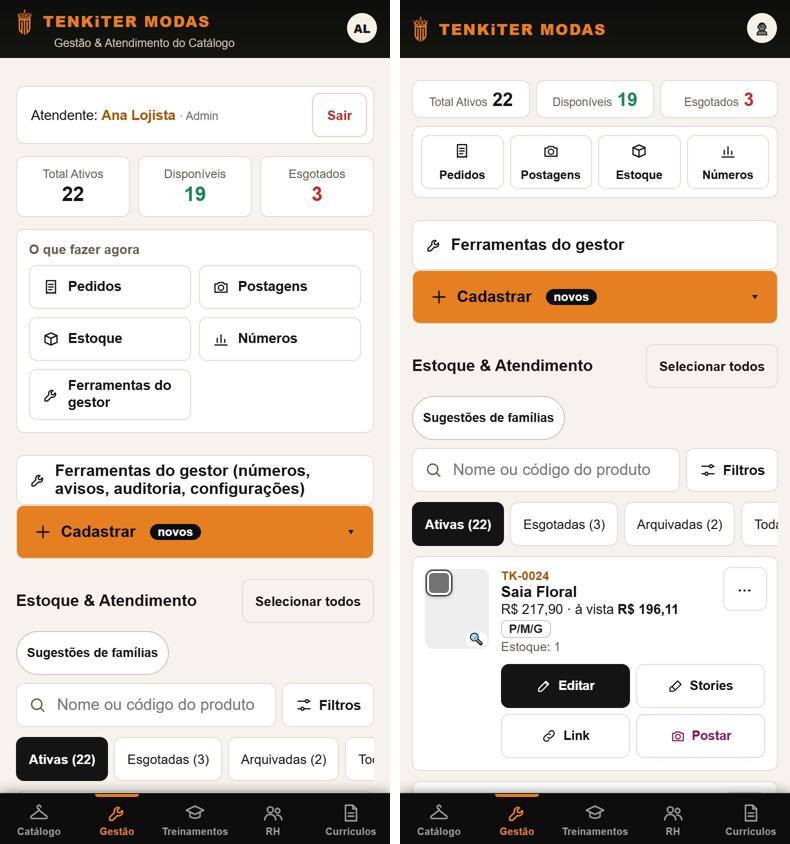 TENKiTER MODAS
Gestão & Atendimento do Catálogo
AL
Atendente: Ana Lojista · Admin
Sair
Total Ativos
22
Disponíveis
19
Esgotados
3
O que fazer agora
Pedidos
Postagens
Estoque
Números
Ferramentas do
gestor
Ferramentas do gestor (números,
avisos, auditoria, configurações)
Cadastrar novos
Estoque & Atendimento
Selecionar todos
Sugestões de famílias
Nome ou código do produto
Filtros
Ativas (22)
Esgotadas (3)
Arquivadas (2)
Catálogo
Gestão
Treinamentos
RH
Currículos
TENKiTER MODAS
Total Ativos 22
Disponíveis 19
Esgotados 3
Pedidos
Postagens
Estoque
Números
Ferramentas do gestor
Cadastrar novos
Estoque & Atendimento
Selecionar todos
Sugestões de famílias
Nome ou código do produto
Filtros
Ativas (22)
Esgotadas (3)
Arquivadas (2)
Toda
TK-0024
Saia Floral
R$ 217,90 · à vista R$ 196,11
P/M/G
Estoque: 1
...
Editar
Stories
Link
Postar
Catálogo
Gestão
Treinamentos
RH
Currículos